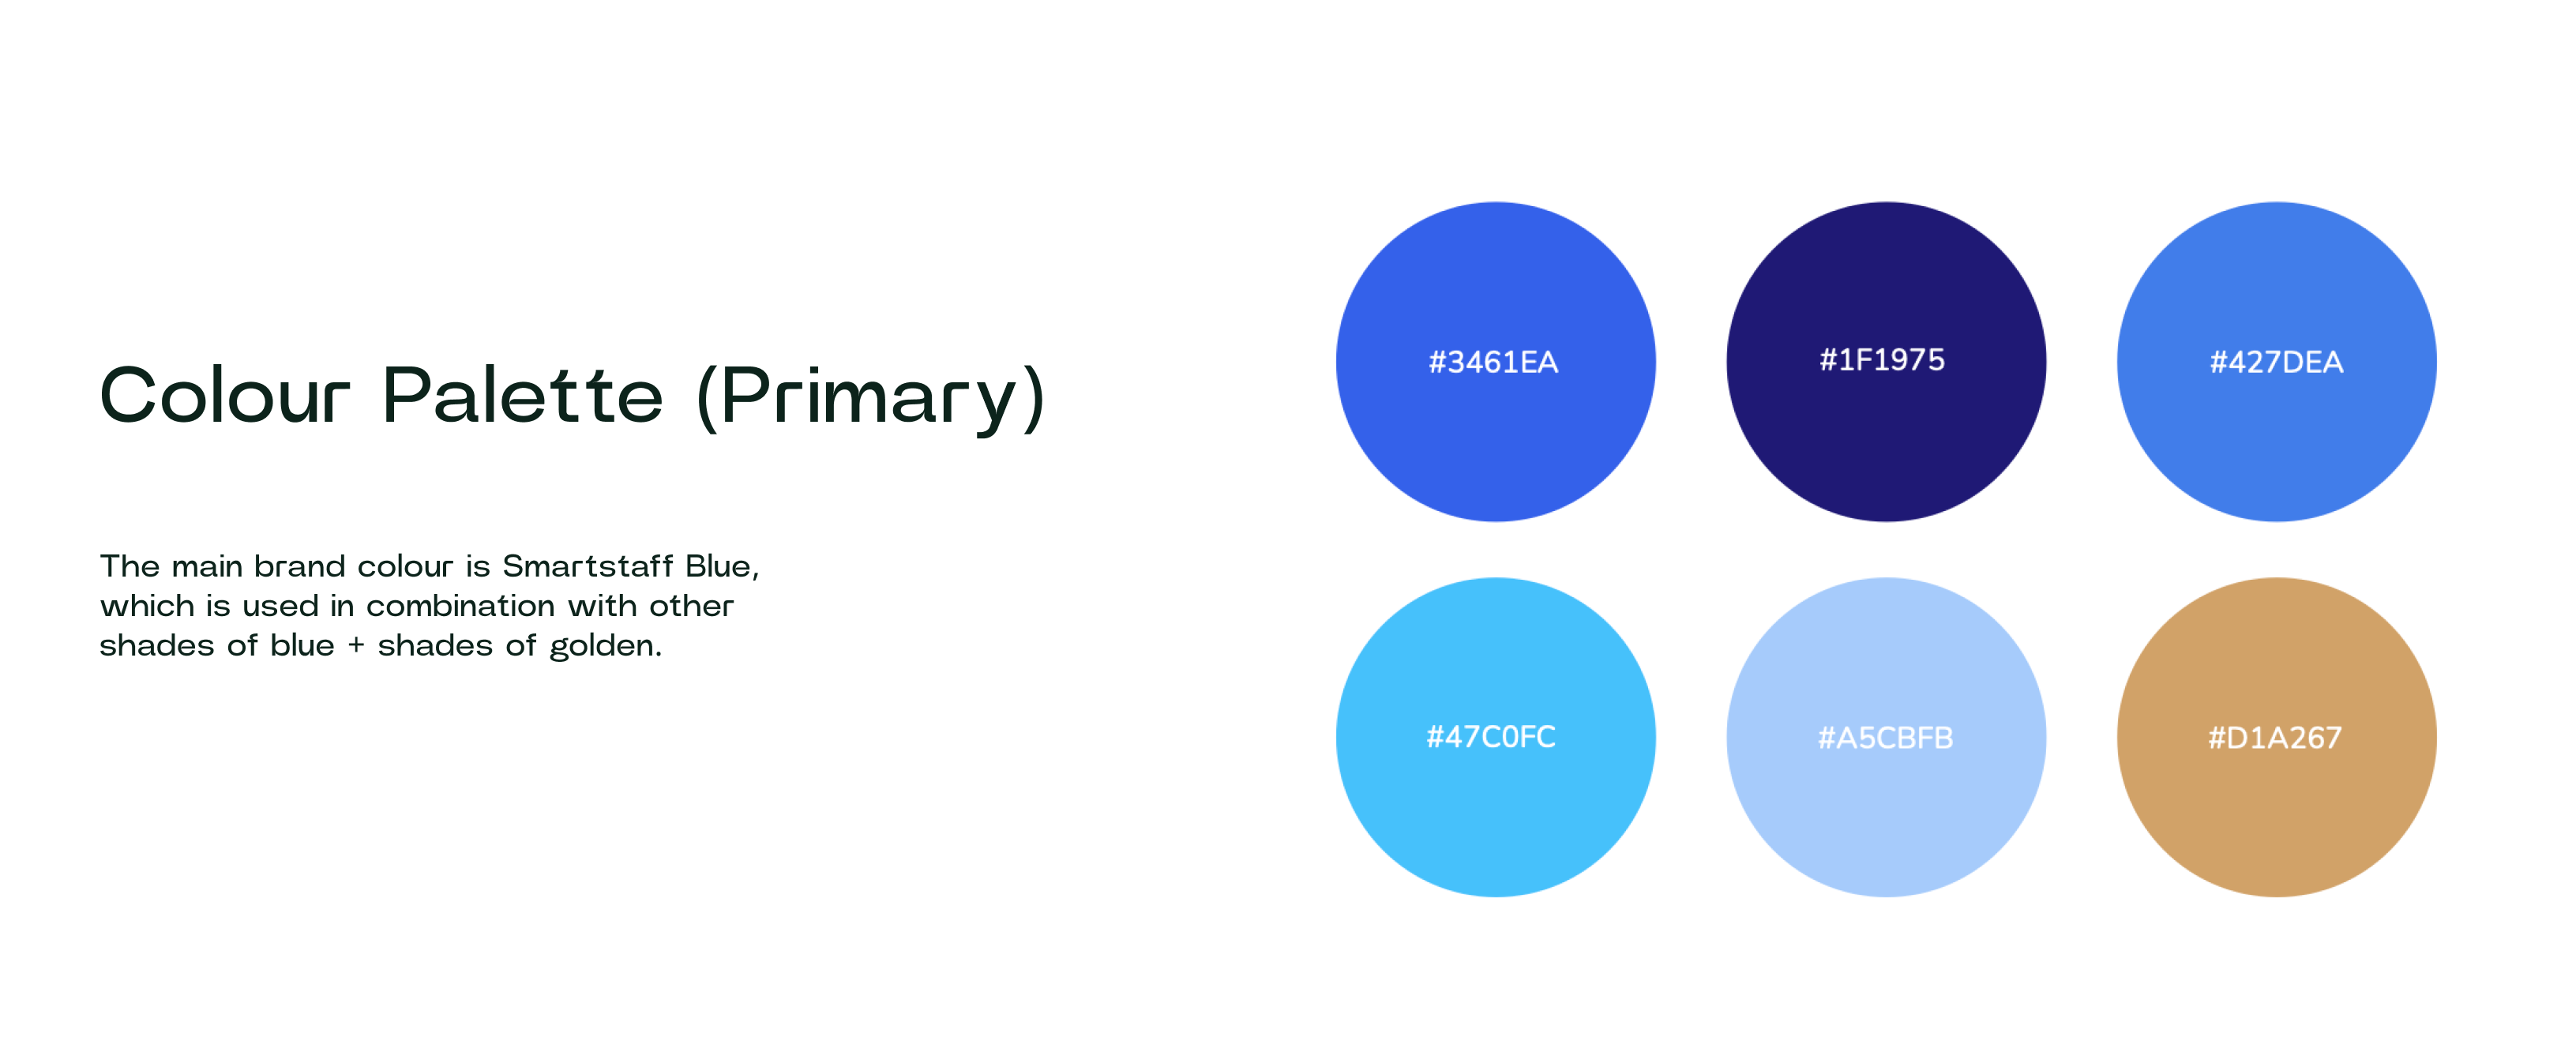 Colour Palette (Primary)
The main brand colour is Smartstaff Blue,
which is used in combination with other
shades of blue + shades of golden.
#3461EA
#1F1975
#427DEA
#47C0FC
#A5CBFB
#D1A267